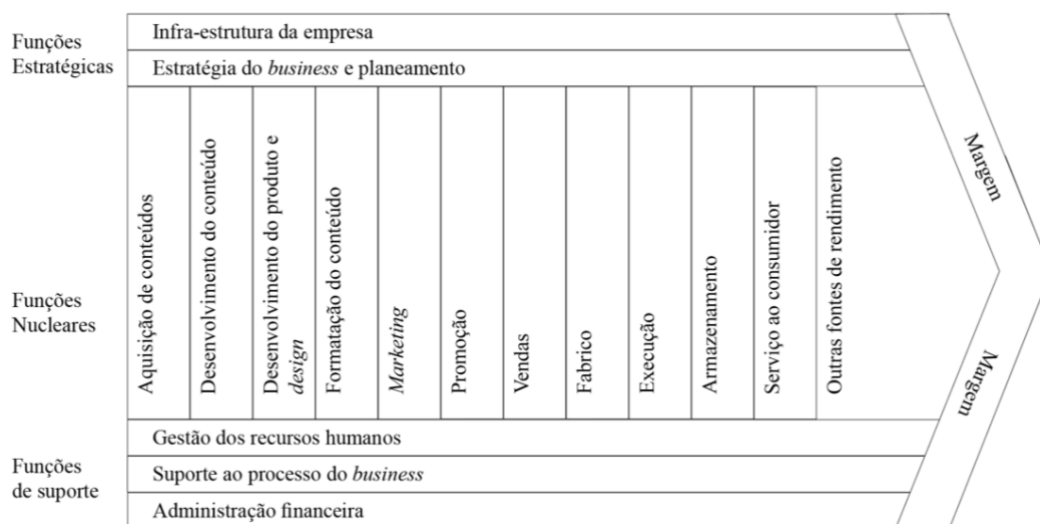 Funções
Estratégicas
Infra-estrutura da empresa
Estratégia do business e planeamento
Funções
Nucleares
Aquisição de conteúdos
Desenvolvimento do conteúdo
Desenvolvimento do produto e
design
Formatação do conteúdo
Marketing
Promoção
Vendas
Fabrico
Execução
Armazenamento
Serviço ao consumidor
Outras fontes de rendimento
Margem
Margem
Funções
de suporte
Gestão dos recursos humanos
Suporte ao processo do business
Administração financeira